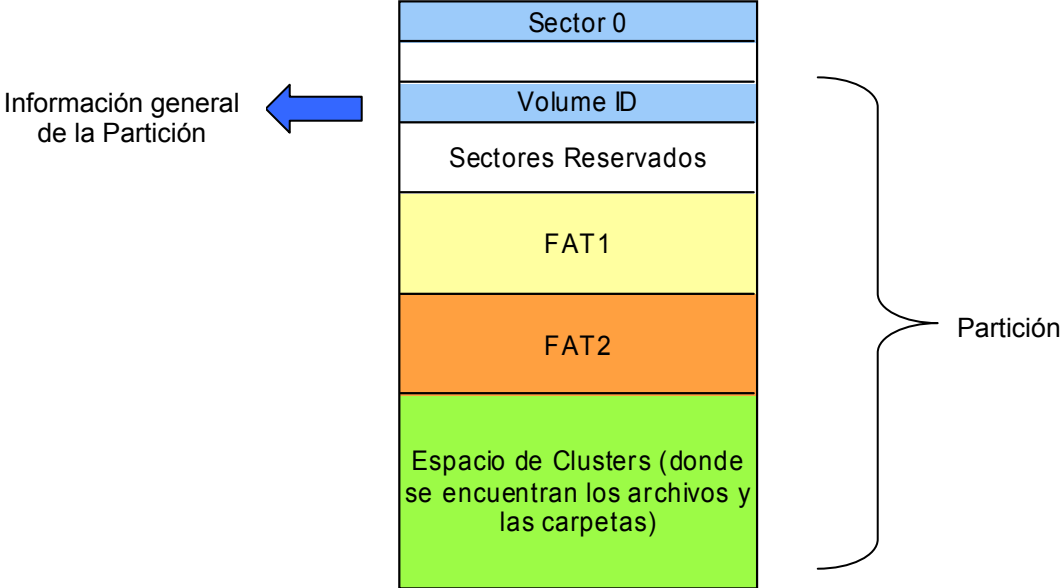 Sector 0
Información general
de la Partición
Volume ID
Sectores Reservados
FAT1
FAT2
Partición
Espacio de Clusters (donde
se encuentran los archivos y
las carpetas)